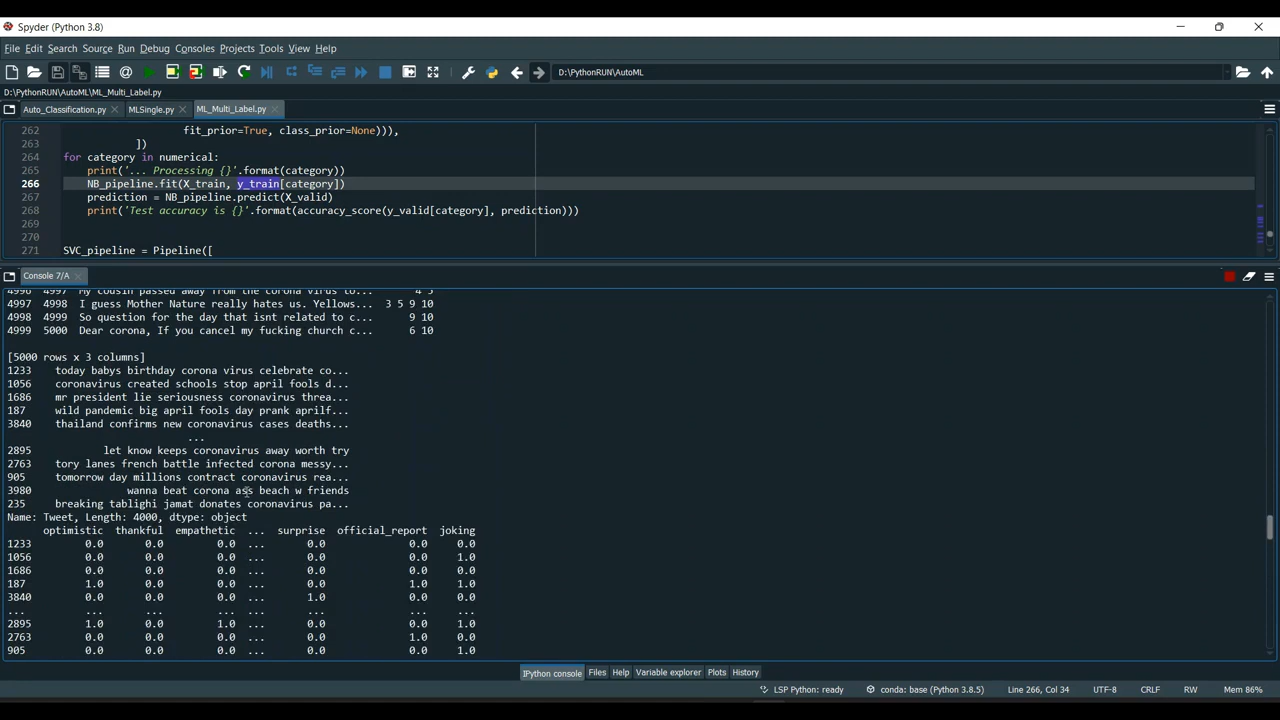 Spyder (Python 3.8)
File Edit Search Source Run Debug Consoles Projects Tools View Help
D:\PythonRUN\AutoML
D:\PythonRUN\AutoML\ML_Multi_Label.py
Auto_Classification.py MLSingle.py ML_Multi_Label.py
262 fit_prior=True, class_prior=None))),
263 ])
264 for category in numerical:
265 print('... Processing {}'.format(category))
266 NB_pipeline.fit(X_train, y_train[category])
267 prediction = NB_pipeline.predict(X_valid)
268 print('Test accuracy is {}'.format(accuracy_score(y_valid[category], prediction)))
269
270
271 SVC_pipeline = Pipeline([
Console 7/A
4996 4997 My cousin passed away from the corona virus to... 4 5
4997 4998 I guess Mother Nature really hates us. Yellows... 3 5 9 10
4998 4999 So question for the day that isnt related to c... 9 10
4999 5000 Dear corona, If you cancel my fucking church c... 6 10
[5000 rows x 3 columns]
1233 today babys birthday corona virus celebrate co...
1056 coronavirus created schools stop april fools d...
1686 mr president lie seriousness coronavirus threa...
187 wild pandemic big april fools day prank aprilf...
3840 thailand confirms new coronavirus cases deaths...
...
2895 let know keeps coronavirus away worth try
2763 tory lanes french battle infected corona messy...
905 tomorrow day millions contract coronavirus rea...
3980 wanna beat corona ass beach w friends
235 breaking tablighi jamat donates coronavirus pa...
Name: Tweet, Length: 4000, dtype: object
optimistic thankful empathetic ... surprise official_report joking
1233 0.0 0.0 0.0 ... 0.0 0.0 0.0
1056 0.0 0.0 0.0 ... 0.0 0.0 1.0
1686 0.0 0.0 0.0 ... 0.0 0.0 0.0
187 1.0 0.0 0.0 ... 0.0 1.0 1.0
3840 0.0 0.0 0.0 ... 1.0 0.0 0.0
... ... ... ... ... ... ... ...
2895 1.0 0.0 1.0 ... 0.0 0.0 0.0
2763 0.0 0.0 0.0 ... 0.0 1.0 0.0
905 0.0 0.0 0.0 ... 0.0 0.0 1.0
IPython console Files Help Variable explorer Plots History
LSP Python: ready conda: base (Python 3.8.5) Line 266, Col 34 UTF-8 CRLF RW Mem 86%